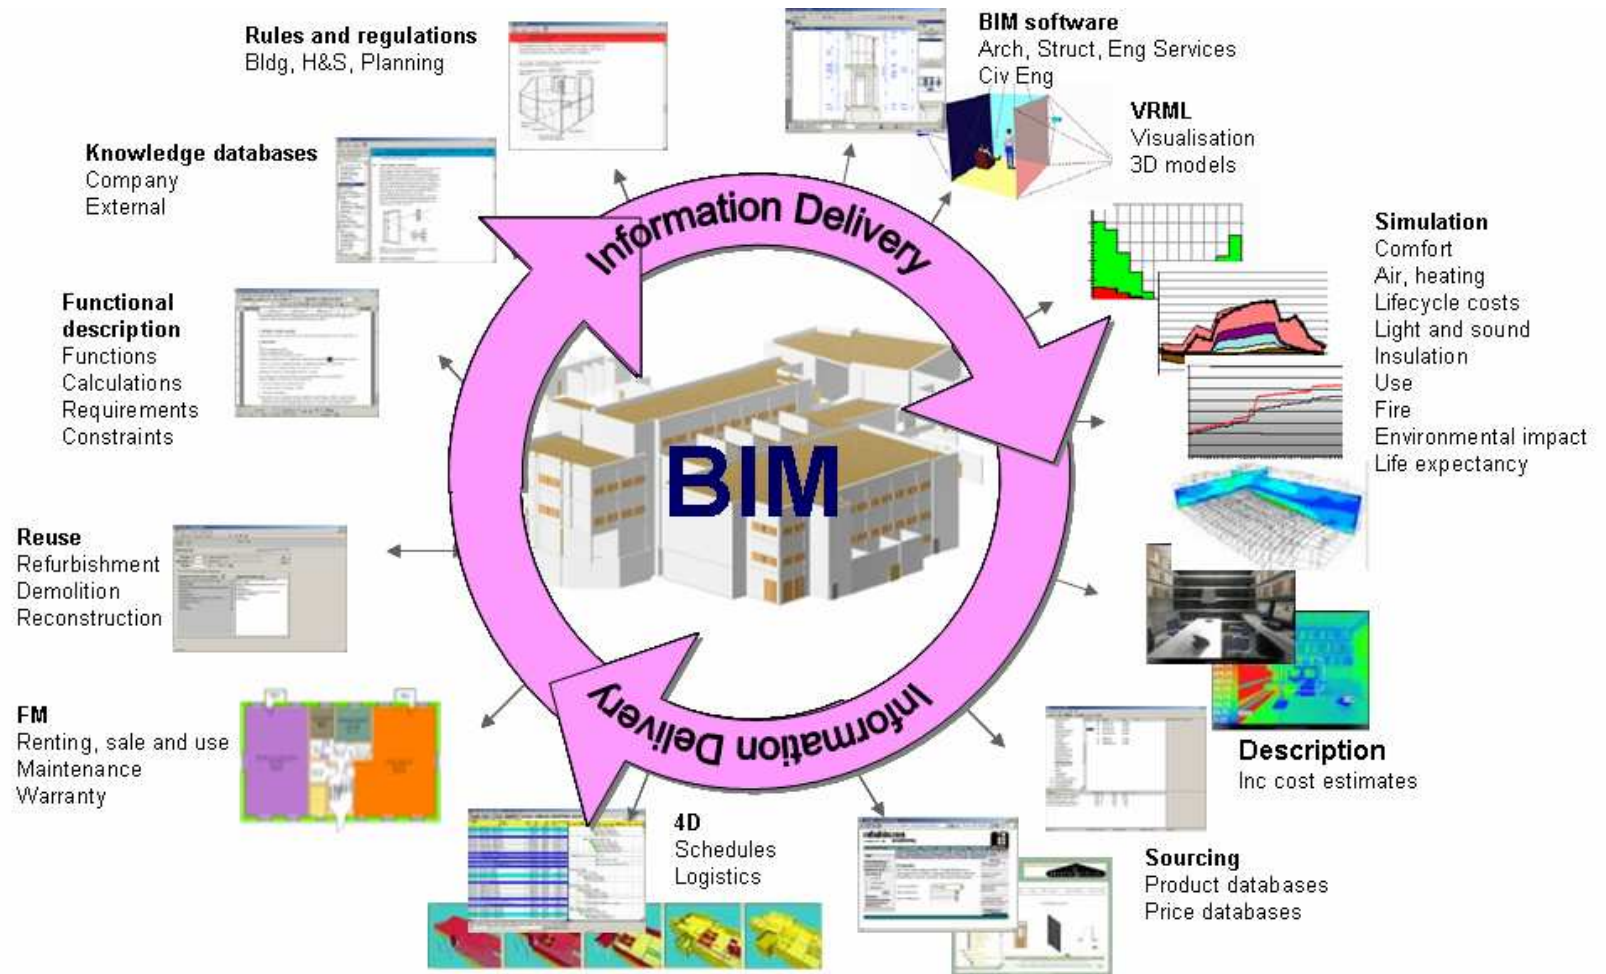 Rules and regulations
Bldg, H&S, Planning
BIM software
Arch, Struct, Eng Services
Civ Eng
VRML
Visualisation
3D models
Knowledge databases
Company
External
Information Delivery
Simulation
Comfort
Air, heating
Lifecycle costs
Light and sound
Insulation
Use
Fire
Environmental impact
Life expectancy
Functional
description
Functions
Calculations
Requirements
Constraints
BIM
Reuse
Refurbishment
Demolition
Reconstruction
FM
Renting, sale and use
Maintenance
Warranty
Information Delivery
Description
Inc cost estimates
4D
Schedules
Logistics
Sourcing
Product databases
Price databases